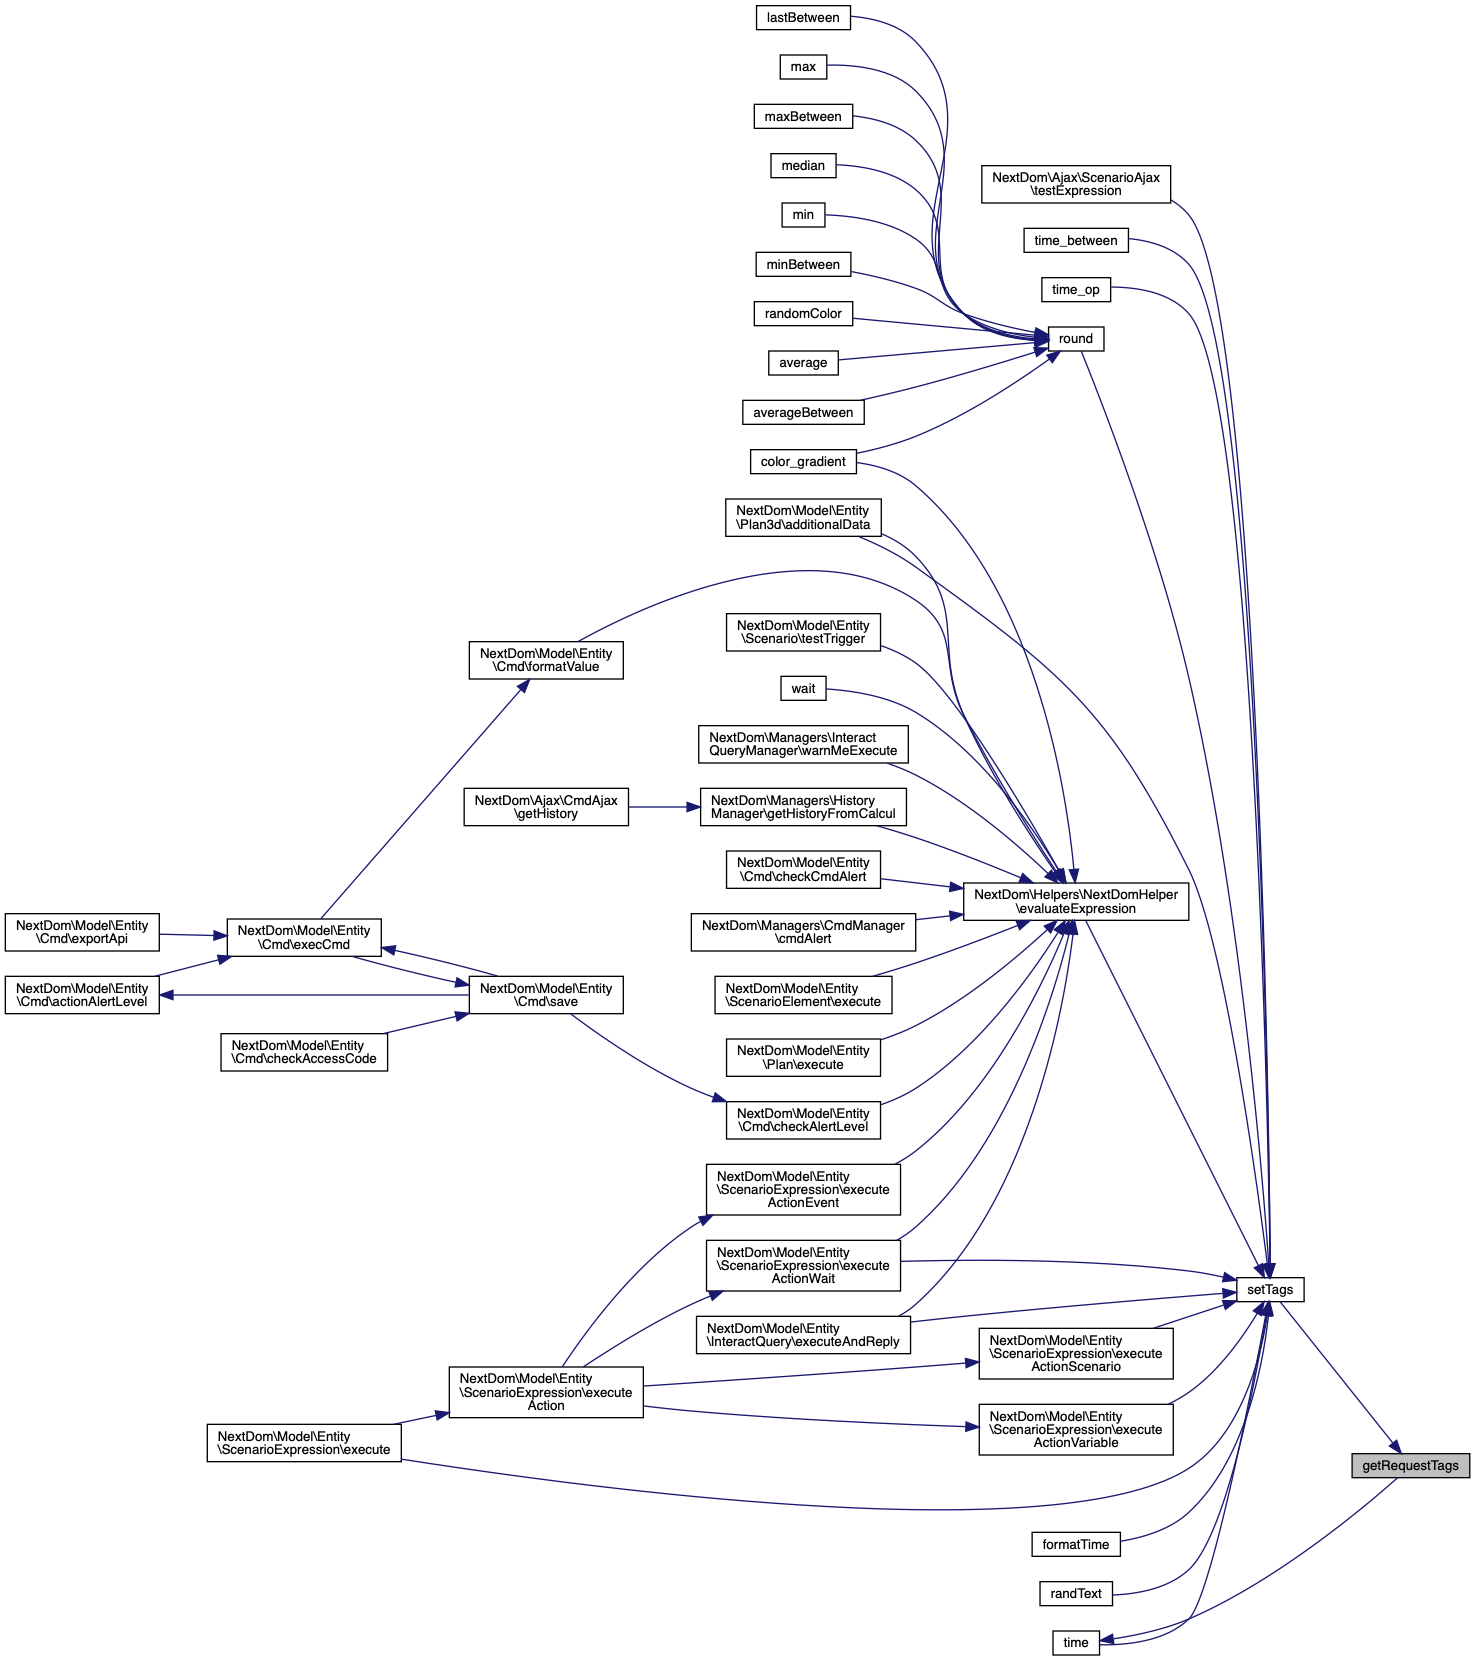 lastBetween
max
maxBetween
median
min
minBetween
randomColor
average
averageBetween
color_gradient
NextDom\Ajax\ScenarioAjax
\testExpression
time_between
time_op
round
NextDom\Model\Entity
\Plan3d\additionalData
NextDom\Model\Entity
\Scenario\testTrigger
NextDom\Model\Entity
\Cmd\formatValue
wait
NextDom\Managers\Interact
QueryManager\warnMeExecute
NextDom\Ajax\CmdAjax
\getHistory
NextDom\Managers\History
Manager\getHistoryFromCalcul
NextDom\Model\Entity
\Cmd\checkCmdAlert
NextDom\Helpers\NextDomHelper
\evaluateExpression
NextDom\Model\Entity
\Cmd\exportApi
NextDom\Model\Entity
\Cmd\execCmd
NextDom\Managers\CmdManager
\cmdAlert
NextDom\Model\Entity
\Cmd\actionAlertLevel
NextDom\Model\Entity
\Cmd\save
NextDom\Model\Entity
\ScenarioElement\execute
NextDom\Model\Entity
\Cmd\checkAccessCode
NextDom\Model\Entity
\Plan\execute
NextDom\Model\Entity
\Cmd\checkAlertLevel
NextDom\Model\Entity
\ScenarioExpression\execute
ActionEvent
NextDom\Model\Entity
\ScenarioExpression\execute
ActionWait
setTags
NextDom\Model\Entity
\InteractQuery\executeAndReply
NextDom\Model\Entity
\ScenarioExpression\execute
ActionScenario
NextDom\Model\Entity
\ScenarioExpression\execute
Action
NextDom\Model\Entity
\ScenarioExpression\execute
ActionVariable
NextDom\Model\Entity
\ScenarioExpression\execute
getRequestTags
formatTime
randText
time